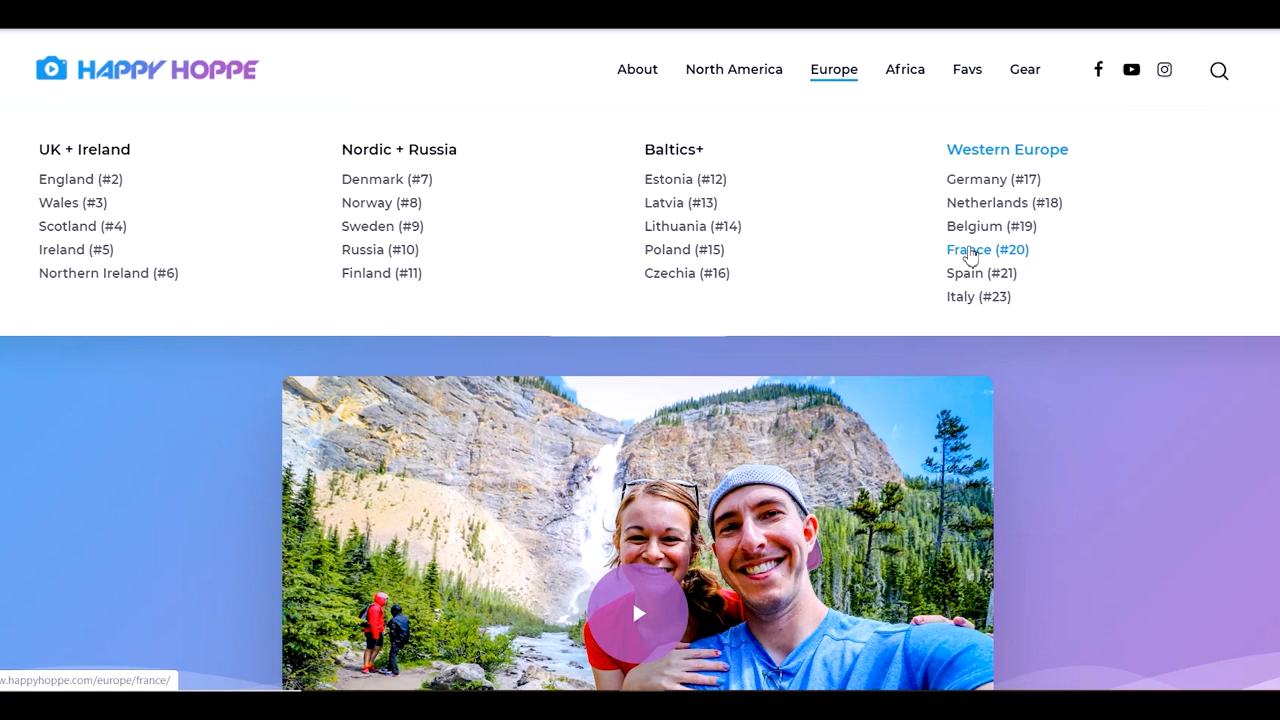 HAPPY HOPPE
About North America Europe Africa Favs Gear
UK + Ireland
England (#2)
Wales (#3)
Scotland (#4)
Ireland (#5)
Northern Ireland (#6)
Nordic + Russia
Denmark (#7)
Norway (#8)
Sweden (#9)
Russia (#10)
Finland (#11)
Baltics+
Estonia (#12)
Latvia (#13)
Lithuania (#14)
Poland (#15)
Czechia (#16)
Western Europe
Germany (#17)
Netherlands (#18)
Belgium (#19)
France (#20)
Spain (#21)
Italy (#23)
w.happyhoppe.com/europe/france/